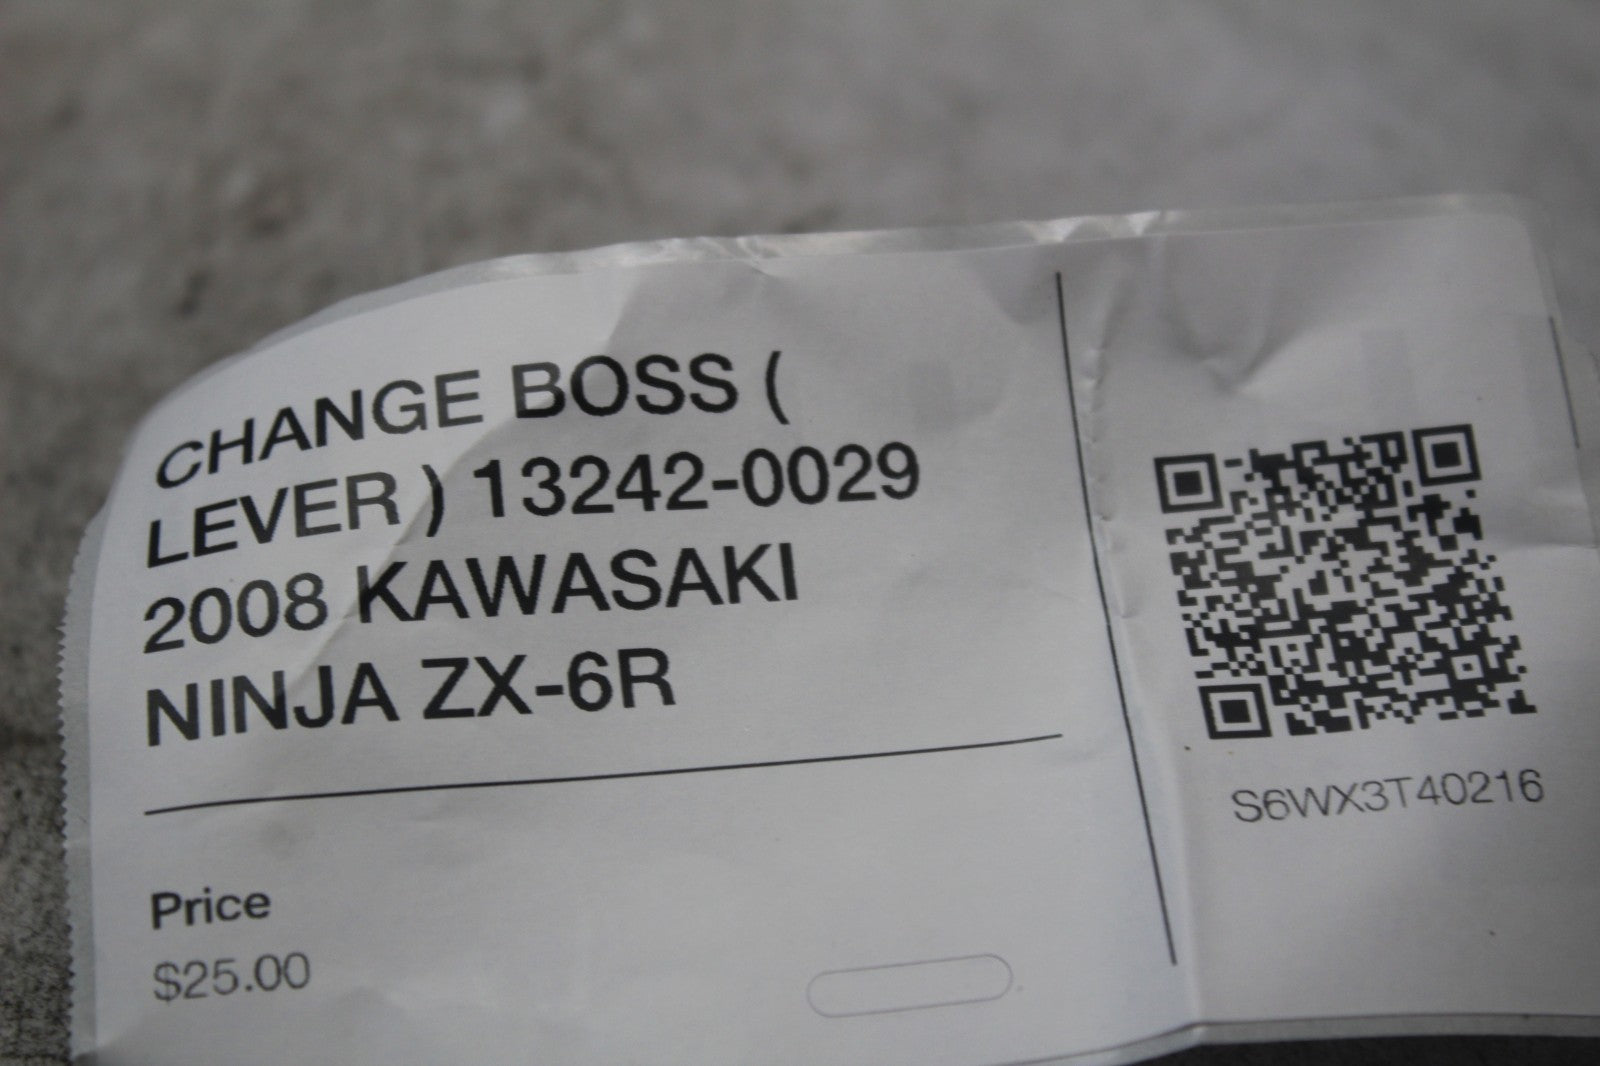 CHANGE BOSS (
LEVER ) 13242-0029
2008 KAWASAKI
NINJA ZX-6R
S6WX3T40216
Price
$25.00